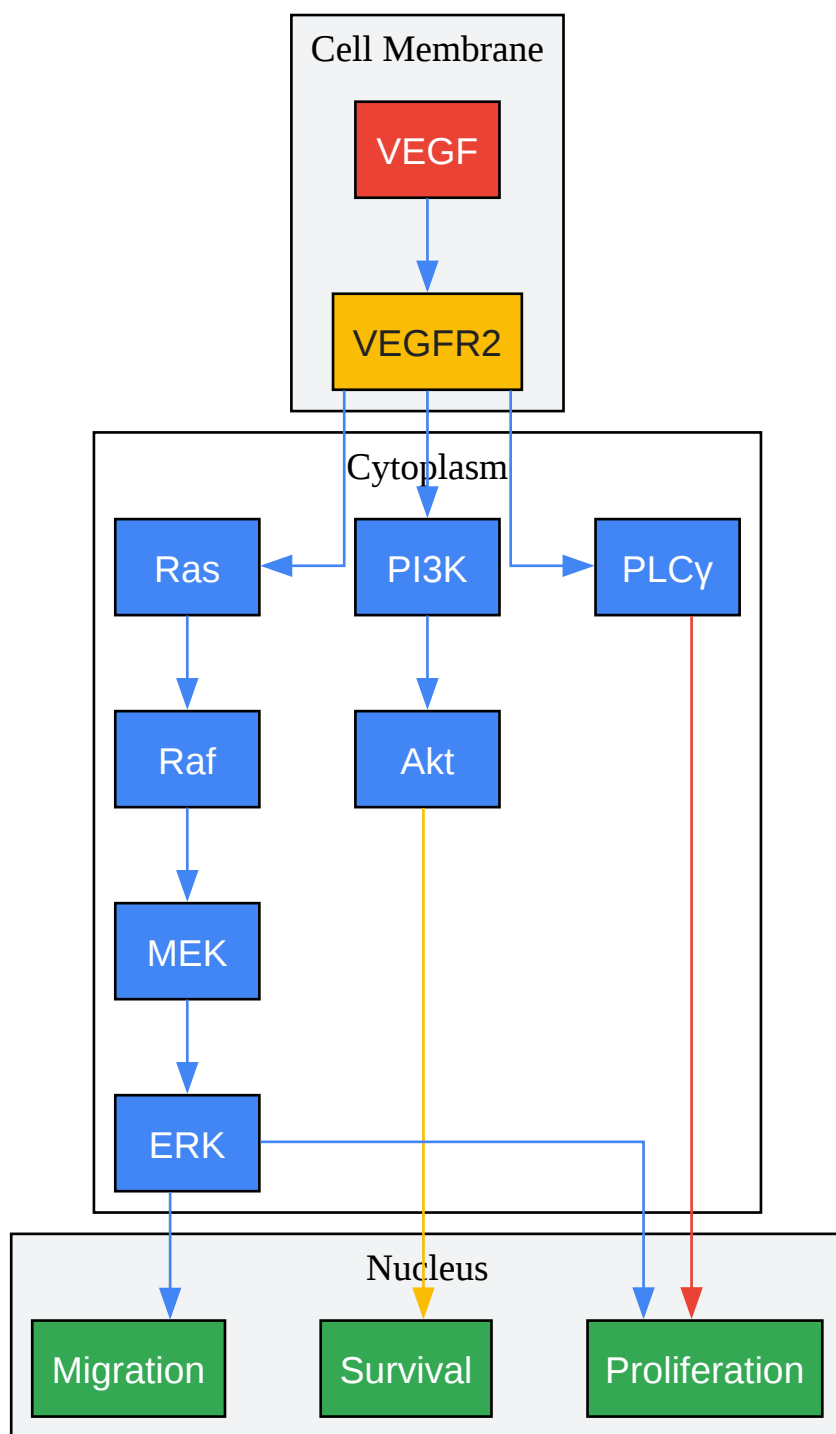 Cell Membrane
VEGF
VEGFR2
Cytoplasm
Ras
PI3K
PLCγ
Raf
Akt
MEK
ERK
Nucleus
Migration
Survival
Proliferation